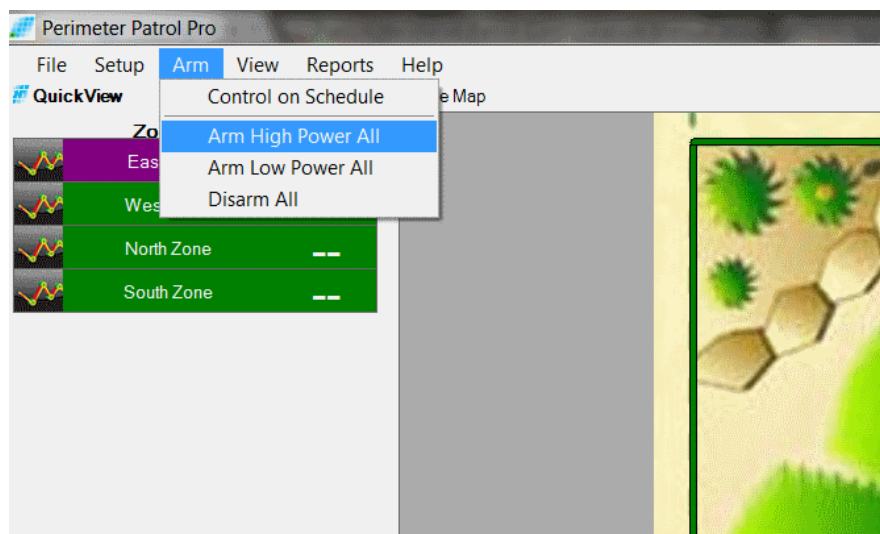 Perimeter Patrol Pro
File Setup Arm View Reports Help
QuickView Control on Schedule Map
Arm High Power All
Arm Low Power All
Disarm All
North Zone --
South Zone --